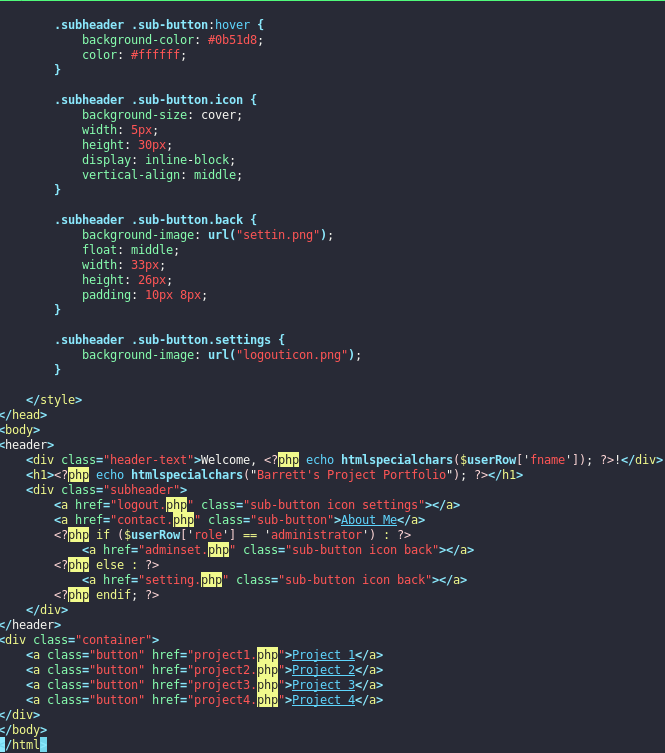 .subheader .sub-button:hover {
            background-color: #0b51d8;
            color: #ffffff;
        }

        .subheader .sub-button.icon {
            background-size: cover;
            width: 5px;
            height: 30px;
            display: inline-block;
            vertical-align: middle;
        }

        .subheader .sub-button.back {
            background-image: url("settin.png");
            float: middle;
            width: 33px;
            height: 26px;
            padding: 10px 8px;
        }

        .subheader .sub-button.settings {
            background-image: url("logouticon.png");
        }

    </style>
</head>
<body>
<header>
    <div class="header-text">Welcome, <?php echo htmlspecialchars($userRow['fname']); ?>!</div>
    <h1><?php echo htmlspecialchars("Barrett's Project Portfolio"); ?></h1>
    <div class="subheader">
        <a href="logout.php" class="sub-button icon settings"></a>
        <a href="contact.php" class="sub-button">About Me</a>
        <?php if ($userRow['role'] == 'administrator') : ?>
            <a href="adminset.php" class="sub-button icon back"></a>
        <?php else : ?>
            <a href="setting.php" class="sub-button icon back"></a>
        <?php endif; ?>
    </div>
</header>
<div class="container">
    <a class="button" href="project1.php">Project 1</a>
    <a class="button" href="project2.php">Project 2</a>
    <a class="button" href="project3.php">Project 3</a>
    <a class="button" href="project4.php">Project 4</a>
</div>
</body>
</html>